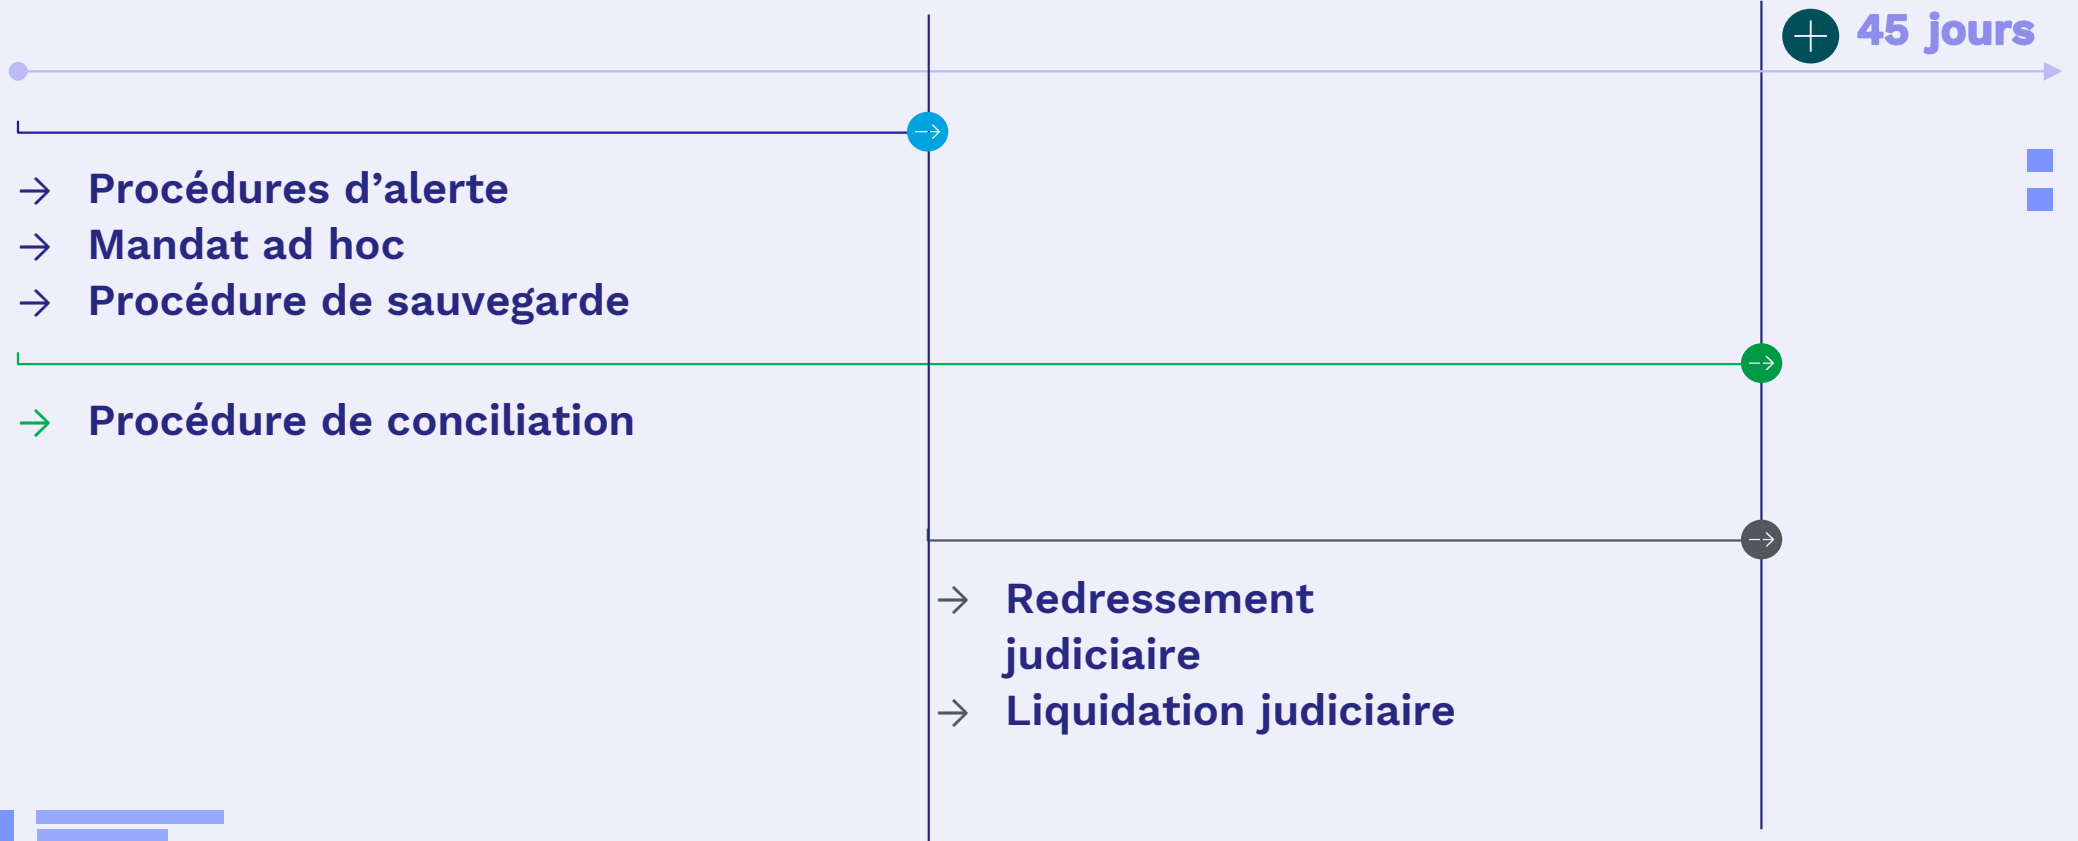 45 jours
Procédures d’alerte
Mandat ad hoc
Procédure de sauvegarde
Procédure de conciliation
Redressement
judiciaire
Liquidation judiciaire